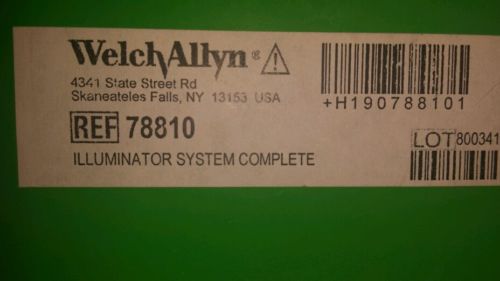 WelchAllyn®
4341 State Street Rd
Skaneateles Falls, NY 13153 USA
REF 78810
ILLUMINATOR SYSTEM COMPLETE
+H190788101
LOT 800341